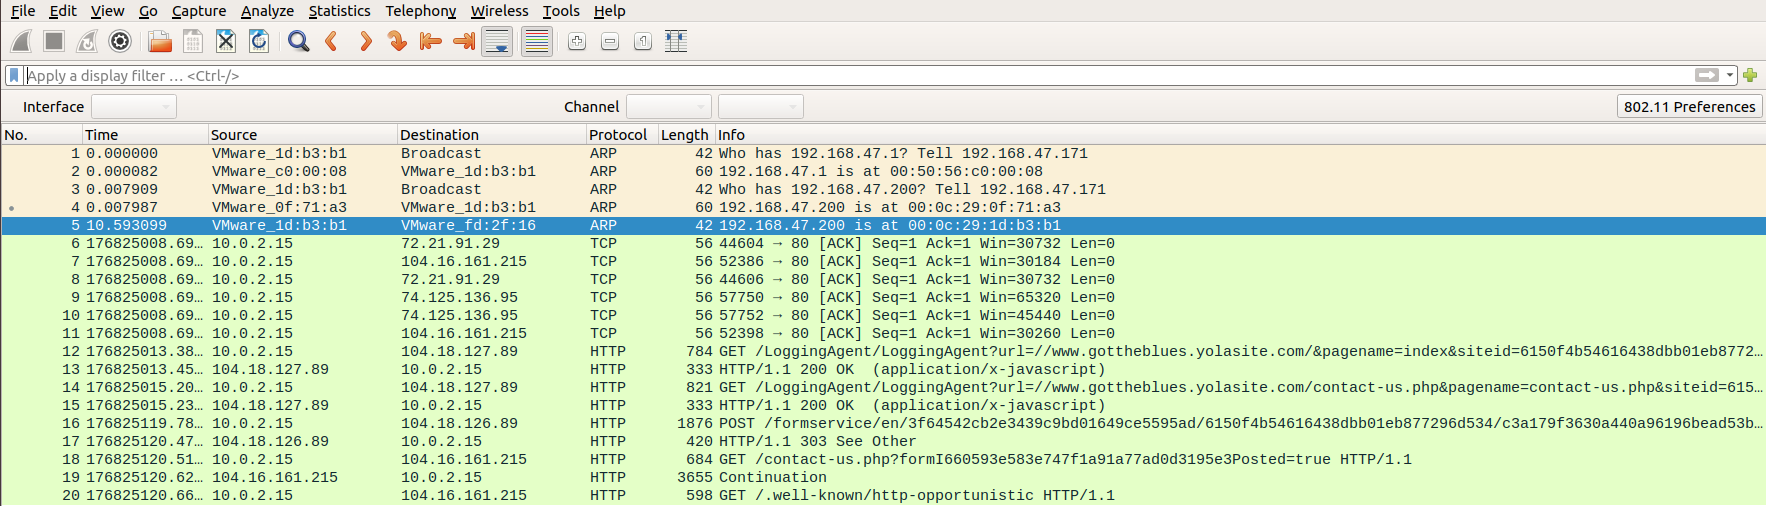 File Edit View Go Capture Analyze Statistics Telephony Wireless Tools Help
Apply a display filter … <Ctrl-/>
Interface Channel 802.11 Preferences
No. Time Source Destination Protocol Length Info
1 0.000000 VMware_1d:b3:b1 Broadcast ARP 42 Who has 192.168.47.1? Tell 192.168.47.171
2 0.000082 VMware_c0:00:08 VMware_1d:b3:b1 ARP 60 192.168.47.1 is at 00:50:56:c0:00:08
3 0.007909 VMware_1d:b3:b1 Broadcast ARP 42 Who has 192.168.47.200? Tell 192.168.47.171
4 0.007987 VMware_0f:71:a3 VMware_1d:b3:b1 ARP 60 192.168.47.200 is at 00:0c:29:0f:71:a3
5 10.593099 VMware_1d:b3:b1 VMware_fd:2f:16 ARP 42 192.168.47.200 is at 00:0c:29:1d:b3:b1
6 176825008.69… 10.0.2.15 72.21.91.29 TCP 56 44604 → 80 [ACK] Seq=1 Ack=1 Win=30732 Len=0
7 176825008.69… 10.0.2.15 104.16.161.215 TCP 56 52386 → 80 [ACK] Seq=1 Ack=1 Win=30184 Len=0
8 176825008.69… 10.0.2.15 72.21.91.29 TCP 56 44606 → 80 [ACK] Seq=1 Ack=1 Win=30732 Len=0
9 176825008.69… 10.0.2.15 74.125.136.95 TCP 56 57750 → 80 [ACK] Seq=1 Ack=1 Win=65320 Len=0
10 176825008.69… 10.0.2.15 74.125.136.95 TCP 56 57752 → 80 [ACK] Seq=1 Ack=1 Win=45440 Len=0
11 176825008.69… 10.0.2.15 104.16.161.215 TCP 56 52398 → 80 [ACK] Seq=1 Ack=1 Win=30260 Len=0
12 176825013.38… 10.0.2.15 104.18.127.89 HTTP 784 GET /LoggingAgent/LoggingAgent?url=//www.gottheblues.yolasite.com/&pagename=index&siteid=6150f4b54616438dbb01eb8772…
13 176825013.45… 104.18.127.89 10.0.2.15 HTTP 333 HTTP/1.1 200 OK (application/x-javascript)
14 176825015.20… 10.0.2.15 104.18.127.89 HTTP 821 GET /LoggingAgent/LoggingAgent?url=//www.gottheblues.yolasite.com/contact-us.php&pagename=contact-us.php&siteid=615…
15 176825015.23… 104.18.127.89 10.0.2.15 HTTP 333 HTTP/1.1 200 OK (application/x-javascript)
16 176825119.78… 10.0.2.15 104.18.126.89 HTTP 1876 POST /formservice/en/3f64542cb2e3439c9bd01649ce5595ad/6150f4b54616438dbb01eb877296d534/c3a179f3630a440a96196bead53b…
17 176825120.47… 104.18.126.89 10.0.2.15 HTTP 420 HTTP/1.1 303 See Other
18 176825120.51… 10.0.2.15 104.16.161.215 HTTP 684 GET /contact-us.php?formI660593e583e747f1a91a77ad0d3195e3Posted=true HTTP/1.1
19 176825120.62… 104.16.161.215 10.0.2.15 HTTP 3655 Continuation
20 176825120.66… 10.0.2.15 104.16.161.215 HTTP 598 GET /.well-known/http-opportunistic HTTP/1.1